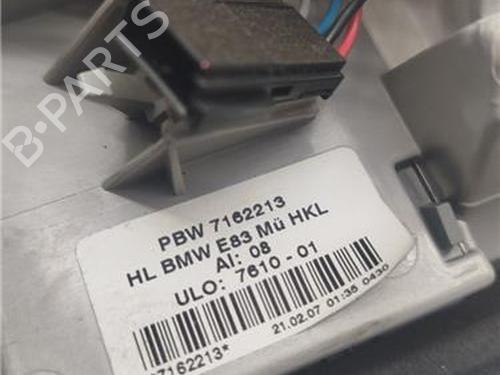 B-PARTS
PBW 7162213
HL BMW E83 Mü HKL
AI: 08
ULO: 7610 - 01
21.02.07 01:35 0430
*7162213*